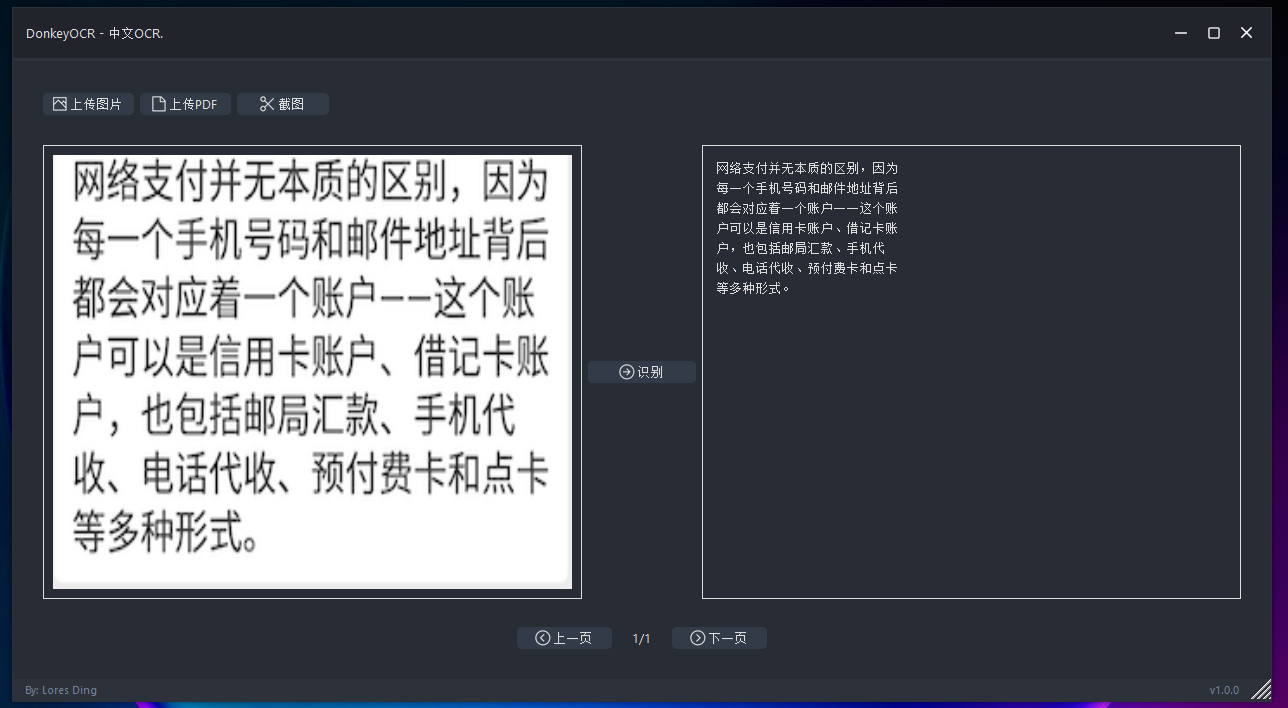 DonkeyOCR - 中文OCR.
上传图片 上传PDF 截图
网络支付并无本质的区别，因为
每一个手机号码和邮件地址背后
都会对应着一个账户——这个账
户可以是信用卡账户、借记卡账
户，也包括邮局汇款、手机代
收、电话代收、预付费卡和点卡
等多种形式。
识别
网络支付并无本质的区别，因为
每一个手机号码和邮件地址背后
都会对应着一个账户一一这个账
户可以是信用卡账户、借记卡账
户，也包括邮局汇款、手机代
收、电话代收、预付费卡和点卡
等多种形式。
上一页 1/1 下一页
By: Lores Ding v1.0.0